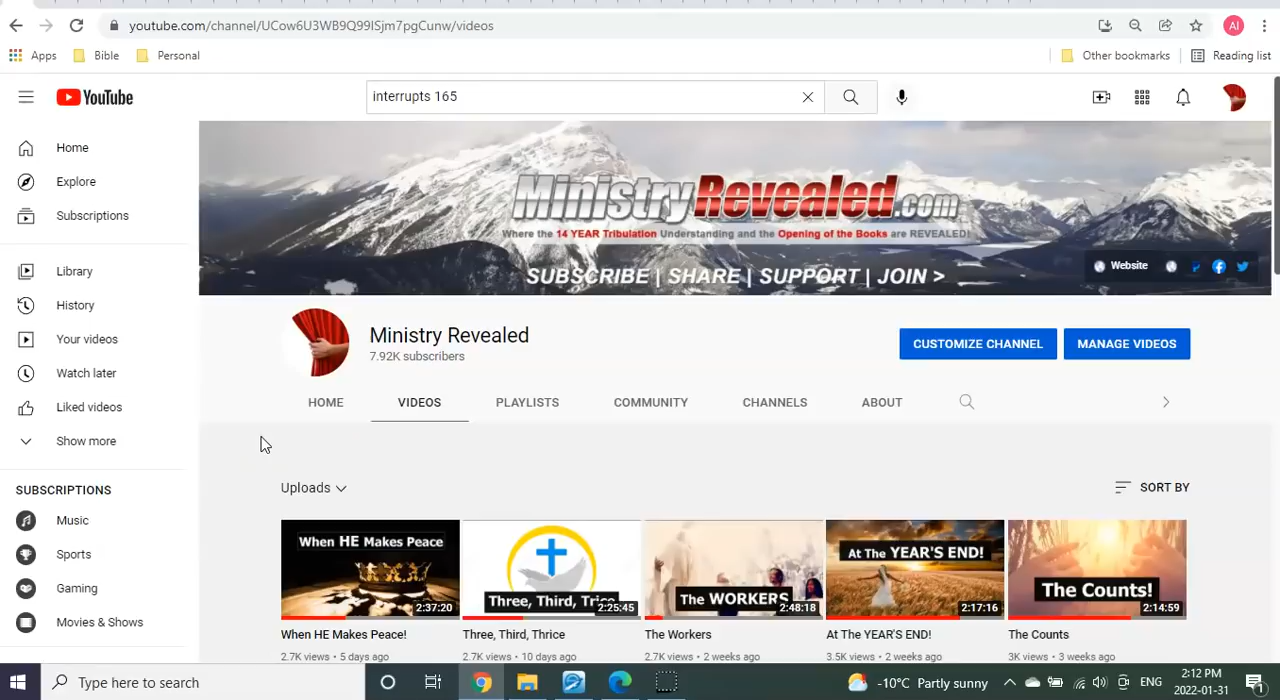 youtube.com/channel/UCow6U3WB9Q99ISjm7pgCunw/videos
AI
Apps
Bible
Personal
Other bookmarks
Reading list
YouTube
interrupts 165
Home
Explore
Subscriptions
Library
History
Your videos
Watch later
Liked videos
Show more
SUBSCRIPTIONS
Music
Sports
Gaming
Movies & Shows
MinistryRevealed.com
Where the 14 YEAR Tribulation Understanding and the Opening of the Books are REVEALED!
SUBSCRIBE | SHARE | SUPPORT | JOIN >
Website
Ministry Revealed
7.92K subscribers
CUSTOMIZE CHANNEL
MANAGE VIDEOS
HOME
VIDEOS
PLAYLISTS
COMMUNITY
CHANNELS
ABOUT
Uploads
SORT BY
When HE Makes Peace
2:37:20
Three, Third, Trice
2:25:45
The WORKERS
2:48:18
At The YEAR'S END!
2:17:16
The Counts!
2:14:59
When HE Makes Peace!
Three, Third, Thrice
The Workers
At The YEAR'S END!
The Counts
2.7K views • 5 days ago
2.7K views • 10 days ago
2.7K views • 2 weeks ago
3.5K views • 2 weeks ago
3K views • 3 weeks ago
Type here to search
-10°C Partly sunny
ENG
2:12 PM
2022-01-31
1